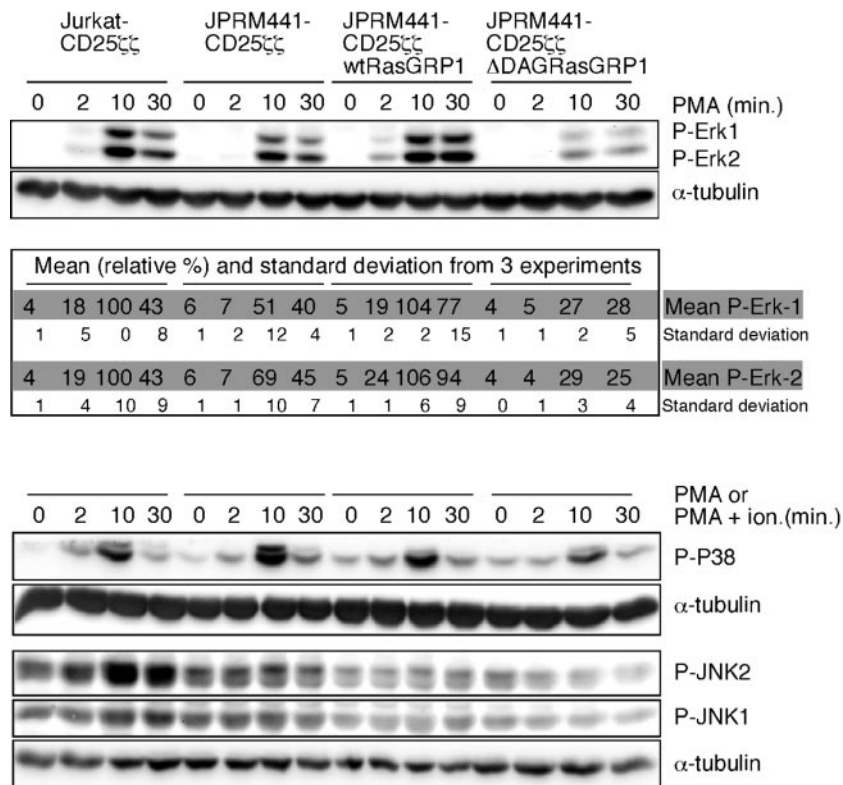 Jurkat- JPRM441- JPRM441- JPRM441-
CD25ζζ CD25ζζ CD25ζζ CD25ζζ
wtRasGRP1 ΔDAGRasGRP1
0 2 10 30 0 2 10 30 0 2 10 30 0 2 10 30 PMA (min.)
P-Erk1
P-Erk2
α-tubulin
Mean (relative %) and standard deviation from 3 experiments
4 18 100 43 6 7 51 40 5 19 104 77 4 5 27 28 Mean P-Erk-1
1 5 0 8 1 2 12 4 1 2 2 15 1 1 2 5 Standard deviation
4 19 100 43 6 7 69 45 5 24 106 94 4 4 29 25 Mean P-Erk-2
1 4 10 9 1 1 10 7 1 1 6 9 0 1 3 4 Standard deviation
PMA or
0 2 10 30 0 2 10 30 0 2 10 30 0 2 10 30 PMA + ion.(min.)
P-P38
α-tubulin
P-JNK2
P-JNK1
α-tubulin